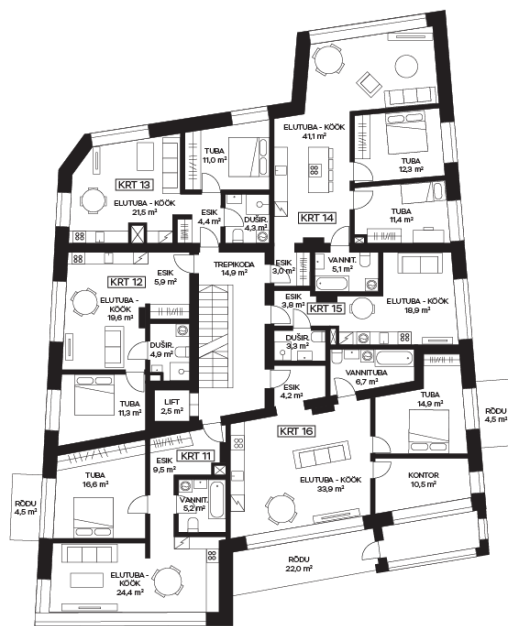 ELUTUBA - KÖÖK
41,1 m²
TUBA
11,0 m²
TUBA
12,3 m²
KRT 13
ELUTUBA - KÖÖK
21,5 m²
ESIK
4,4 m²
DUŠIR.
4,3 m²
KRT 14
TUBA
11,4 m²
TREPIKODA
14,9 m²
ESIK
3,0 m²
VANNIT.
5,1 m²
KRT 12
ESIK
5,9 m²
ELUTUBA -
KÖÖK
19,6 m²
ESIK
3,8 m²
KRT 15
ELUTUBA - KÖÖK
18,9 m²
DUŠIR.
4,9 m²
DUŠIR.
3,3 m²
VANNITUBA
6,7 m²
TUBA
11,3 m²
LIFT
2,5 m²
ESIK
4,2 m²
TUBA
14,9 m²
RÕDU
4,5 m²
KRT 16
KRT 11
TUBA
16,6 m²
ESIK
9,5 m²
ELUTUBA - KÖÖK
33,9 m²
KONTOR
10,5 m²
RÕDU
4,5 m²
VANNIT.
5,2 m²
RÕDU
22,0 m²
ELUTUBA -
KÖÖK
24,4 m²